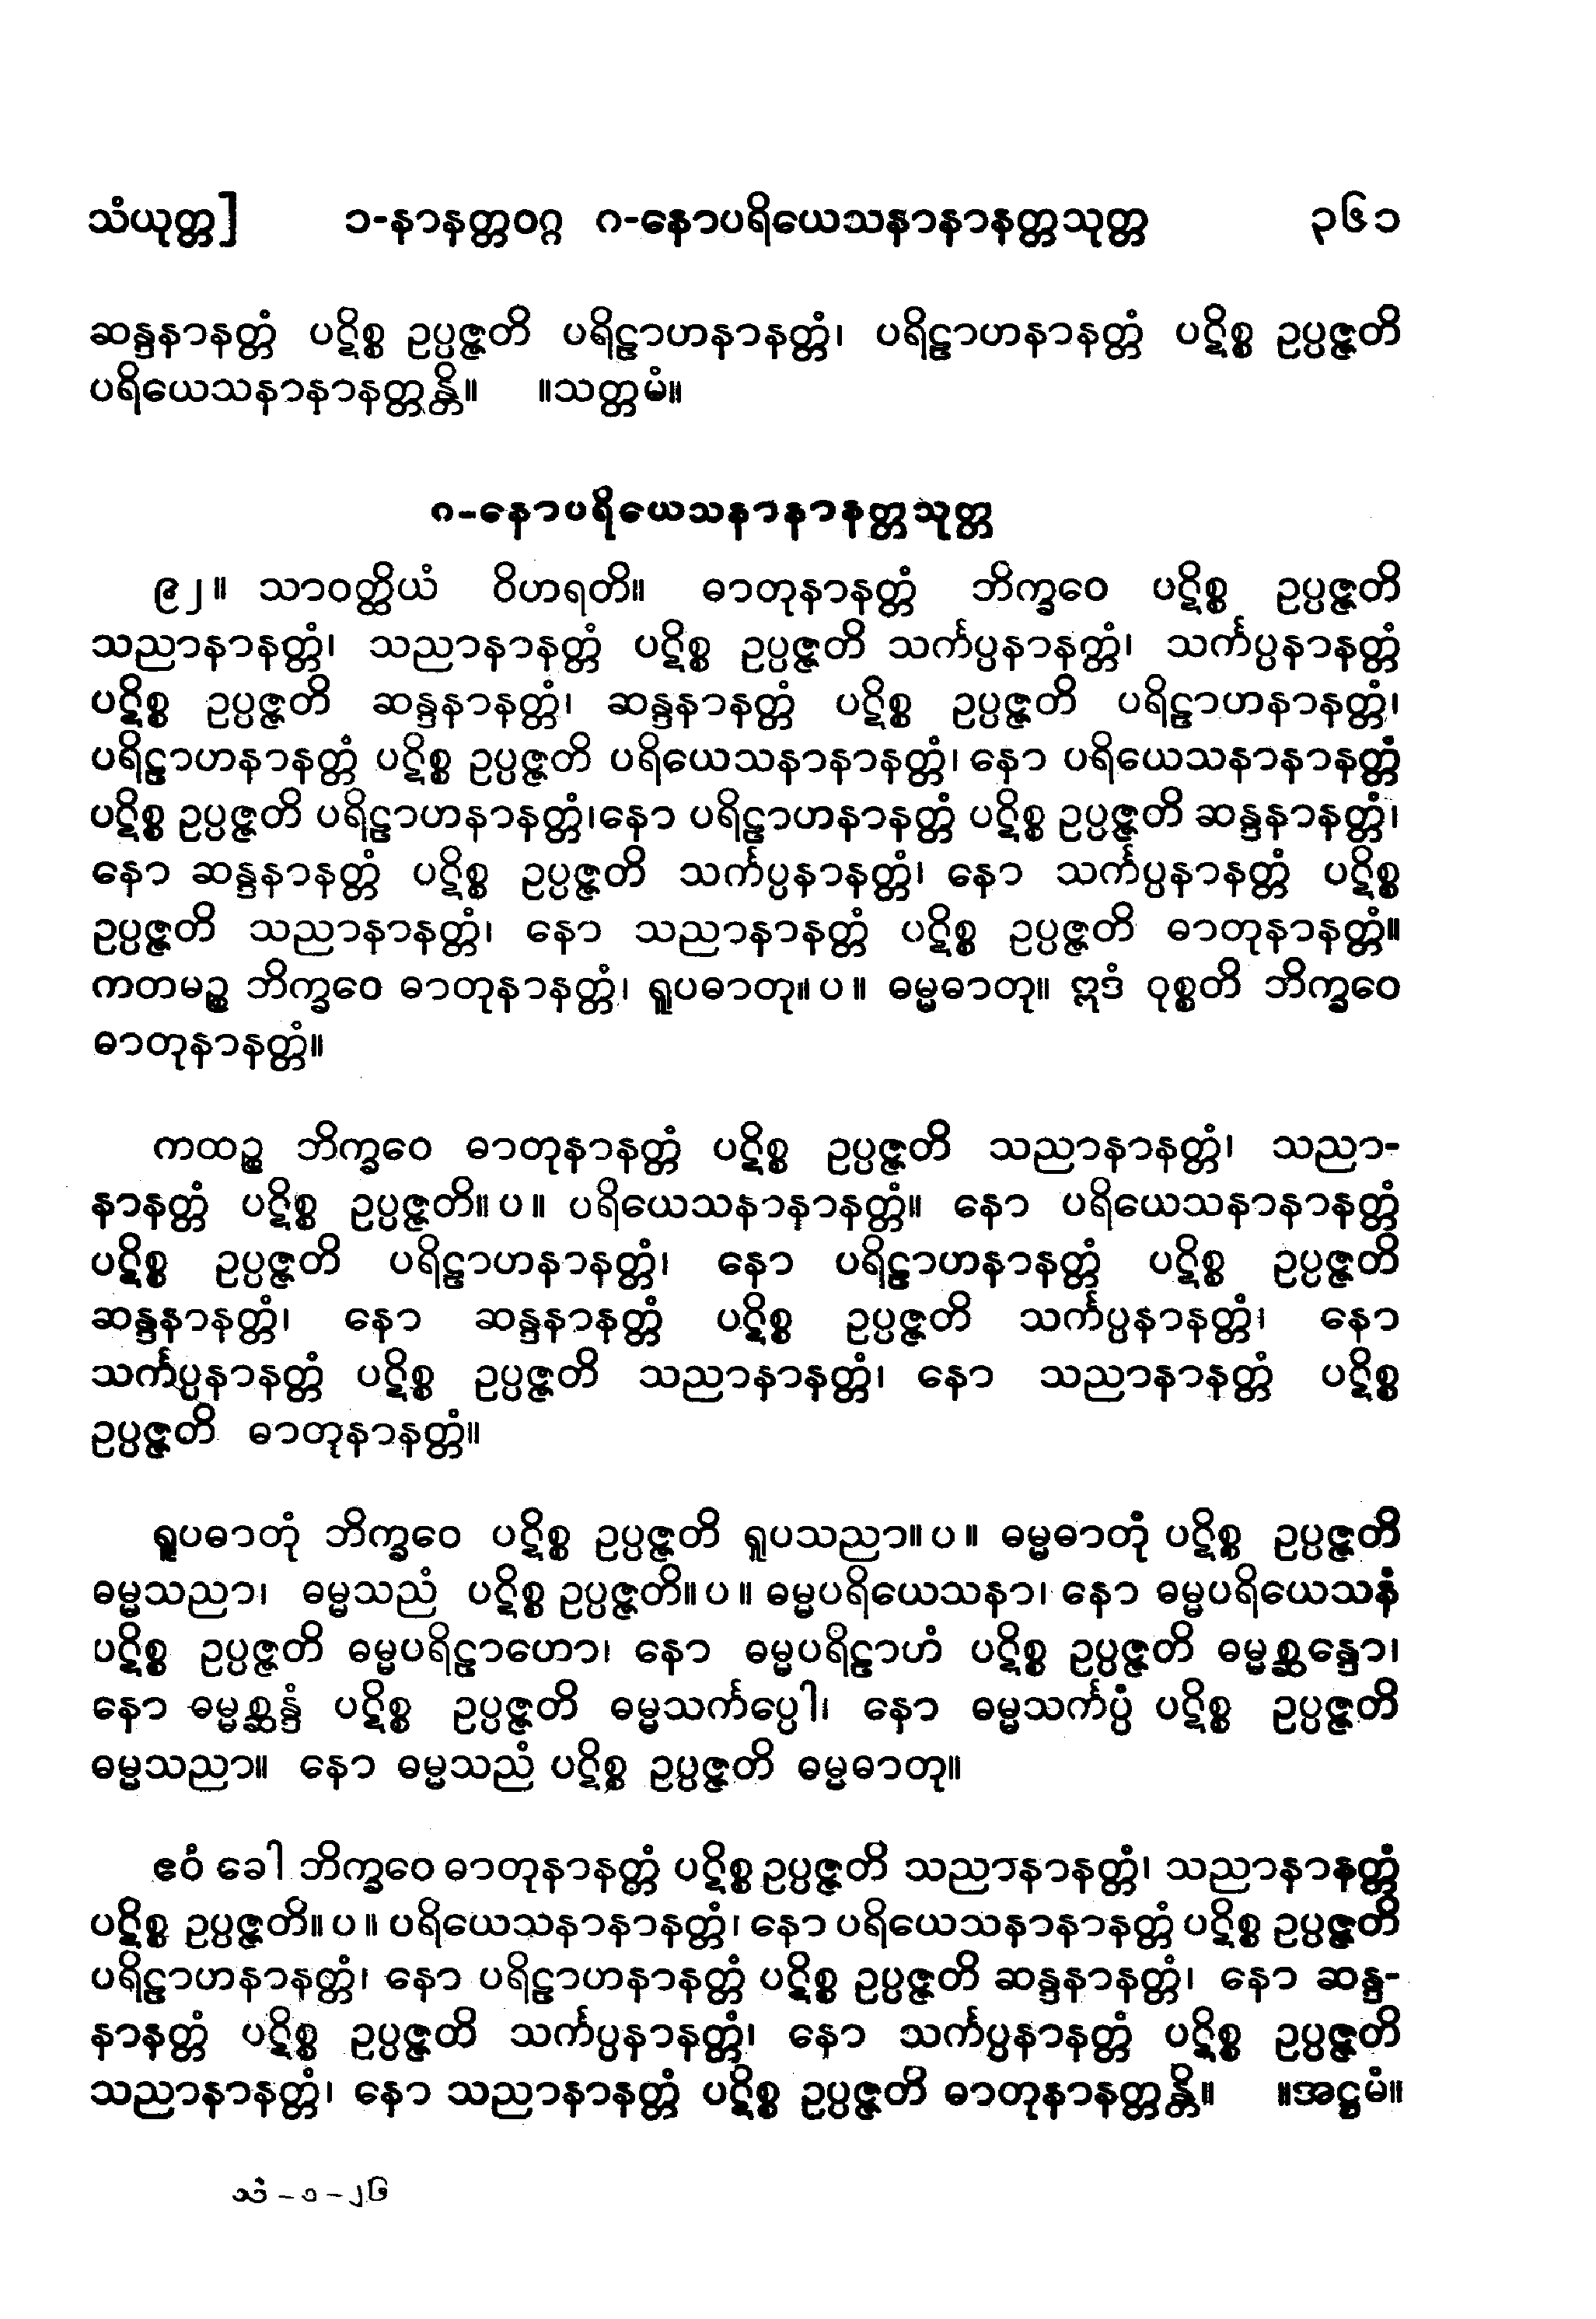 သံယုတ္တ] ၁-နာနတ္တဝဂ္ဂ ဂ-နောပရိယေသနာနာနတ္တသုတ္တ ၃၆၁
ဆန္ဒနာနတ္တံ ပဋိစ္စ ဥပ္ပဇ္ဇတိ ပရိဠာဟနာနတ္တံ၊ ပရိဠာဟနာနတ္တံ ပဋိစ္စ ဥပ္ပဇ္ဇတိ
ပရိယေသနာနာနတ္တန္တိ။ ။သတ္တမံ။
ဂ-နောပရိယေသနာနာနတ္တသုတ္တ
၉၂။ သာဝတ္ထိယံ ဝိဟရတိ။ ဓာတုနာနတ္တံ ဘိက္ခဝေ ပဋိစ္စ ဥပ္ပဇ္ဇတိ
သညာနာနတ္တံ၊ သညာနာနတ္တံ ပဋိစ္စ ဥပ္ပဇ္ဇတိ သင်္ကပ္ပနာနတ္တံ၊ သင်္ကပ္ပနာနတ္တံ
ပဋိစ္စ ဥပ္ပဇ္ဇတိ ဆန္ဒနာနတ္တံ၊ ဆန္ဒနာနတ္တံ ပဋိစ္စ ဥပ္ပဇ္ဇတိ ပရိဠာဟနာနတ္တံ၊
ပရိဠာဟနာနတ္တံ ပဋိစ္စ ဥပ္ပဇ္ဇတိ ပရိယေသနာနာနတ္တံ၊ နော ပရိယေသနာနာနတ္တံ
ပဋိစ္စ ဥပ္ပဇ္ဇတိ ပရိဠာဟနာနတ္တံ၊နော ပရိဠာဟနာနတ္တံ ပဋိစ္စ ဥပ္ပဇ္ဇတိ ဆန္ဒနာနတ္တံ၊
နော ဆန္ဒနာနတ္တံ ပဋိစ္စ ဥပ္ပဇ္ဇတိ သင်္ကပ္ပနာနတ္တံ၊ နော သင်္ကပ္ပနာနတ္တံ ပဋိစ္စ
ဥပ္ပဇ္ဇတိ သညာနာနတ္တံ၊ နော သညာနာနတ္တံ ပဋိစ္စ ဥပ္ပဇ္ဇတိ ဓာတုနာနတ္တံ။
ကတမဉ္စ ဘိက္ခဝေ ဓာတုနာနတ္တံ၊ ရူပဓာတု။ပ။ ဓမ္မဓာတု။ ဣဒံ ဝုစ္စတိ ဘိက္ခဝေ
ဓာတုနာနတ္တံ။
ကထဉ္စ ဘိက္ခဝေ ဓာတုနာနတ္တံ ပဋိစ္စ ဥပ္ပဇ္ဇတိ သညာနာနတ္တံ၊ သညာ-
နာနတ္တံ ပဋိစ္စ ဥပ္ပဇ္ဇတိ။ပ။ ပရိယေသနာနာနတ္တံ။ နော ပရိယေသနာနာနတ္တံ
ပဋိစ္စ ဥပ္ပဇ္ဇတိ ပရိဠာဟနာနတ္တံ၊ နော ပရိဠာဟနာနတ္တံ ပဋိစ္စ ဥပ္ပဇ္ဇတိ
ဆန္ဒနာနတ္တံ၊ နော ဆန္ဒနာနတ္တံ ပဋိစ္စ ဥပ္ပဇ္ဇတိ သင်္ကပ္ပနာနတ္တံ၊ နော
သင်္ကပ္ပနာနတ္တံ ပဋိစ္စ ဥပ္ပဇ္ဇတိ သညာနာနတ္တံ၊ နော သညာနာနတ္တံ ပဋိစ္စ
ဥပ္ပဇ္ဇတိ ဓာတုနာနတ္တံ။
ရူပဓာတုံ ဘိက္ခဝေ ပဋိစ္စ ဥပ္ပဇ္ဇတိ ရူပသညာ။ပ။ ဓမ္မဓာတုံ ပဋိစ္စ ဥပ္ပဇ္ဇတိ
ဓမ္မသညာ၊ ဓမ္မသညံ ပဋိစ္စ ဥပ္ပဇ္ဇတိ။ပ။ ဓမ္မပရိယေသနာ၊ နော ဓမ္မပရိယေသနံ
ပဋိစ္စ ဥပ္ပဇ္ဇတိ ဓမ္မပရိဠာဟော၊ နော ဓမ္မပရိဠာဟံ ပဋိစ္စ ဥပ္ပဇ္ဇတိ ဓမ္မစ္ဆန္ဒော၊
နော ဓမ္မစ္ဆန္ဒံ ပဋိစ္စ ဥပ္ပဇ္ဇတိ ဓမ္မသင်္ကပ္ပေါ၊ နော ဓမ္မသင်္ကပ္ပံ ပဋိစ္စ ဥပ္ပဇ္ဇတိ
ဓမ္မသညာ။ နော ဓမ္မသညံ ပဋိစ္စ ဥပ္ပဇ္ဇတိ ဓမ္မဓာတု။
ဧဝံ ခေါ ဘိက္ခဝေ ဓာတုနာနတ္တံ ပဋိစ္စ ဥပ္ပဇ္ဇတိ သညာနာနတ္တံ၊ သညာနာနတ္တံ
ပဋိစ္စ ဥပ္ပဇ္ဇတိ။ပ။ ပရိယေသနာနာနတ္တံ၊ နော ပရိယေသနာနာနတ္တံ ပဋိစ္စ ဥပ္ပဇ္ဇတိ
ပရိဠာဟနာနတ္တံ၊ နော ပရိဠာဟနာနတ္တံ ပဋိစ္စ ဥပ္ပဇ္ဇတိ ဆန္ဒနာနတ္တံ၊ နော ဆန္ဒ-
နာနတ္တံ ပဋိစ္စ ဥပ္ပဇ္ဇတိ သင်္ကပ္ပနာနတ္တံ၊ နော သင်္ကပ္ပနာနတ္တံ ပဋိစ္စ ဥပ္ပဇ္ဇတိ
သညာနာနတ္တံ၊ နော သညာနာနတ္တံ ပဋိစ္စ ဥပ္ပဇ္ဇတိ ဓာတုနာနတ္တန္တိ။ ။အဋ္ဌမံ။
သံ-၁-၂၆